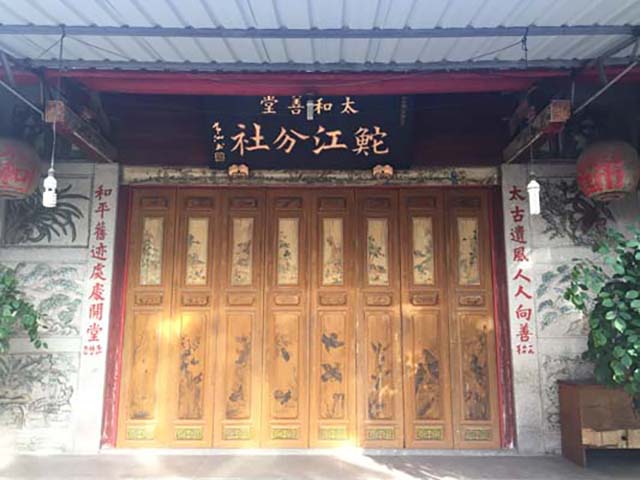 太和善堂
鮀江分社
太古遺風人人向善
和平舊迹處處開堂